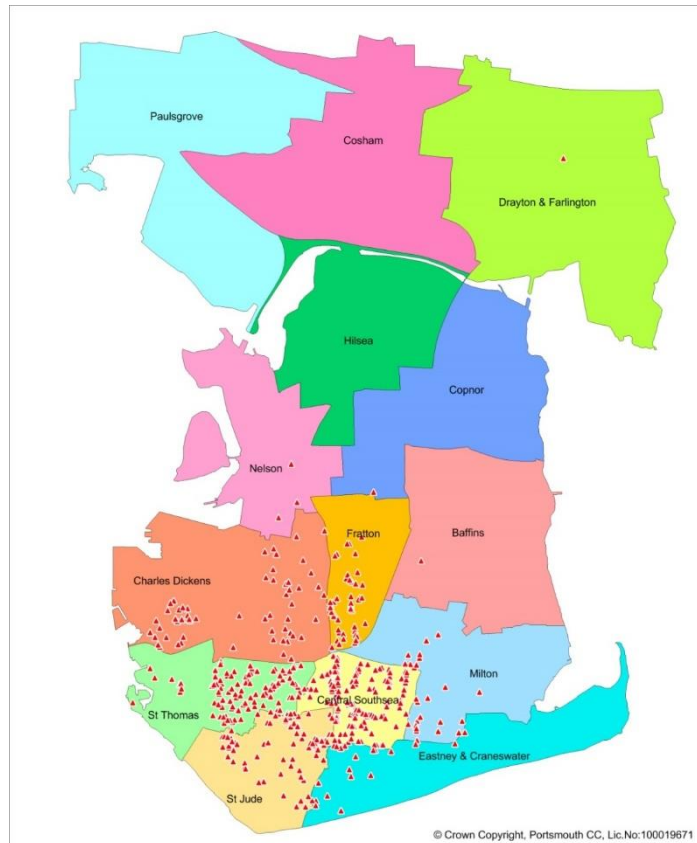 Paulsgrove
Cosham
Drayton & Farlington
Hilsea
Copnor
Nelson
Fratton
Baffins
Charles Dickens
Milton
Central Southsea
St Thomas
Eastney & Craneswater
St Jude
© Crown Copyright, Portsmouth CC, Lic.No:100019671